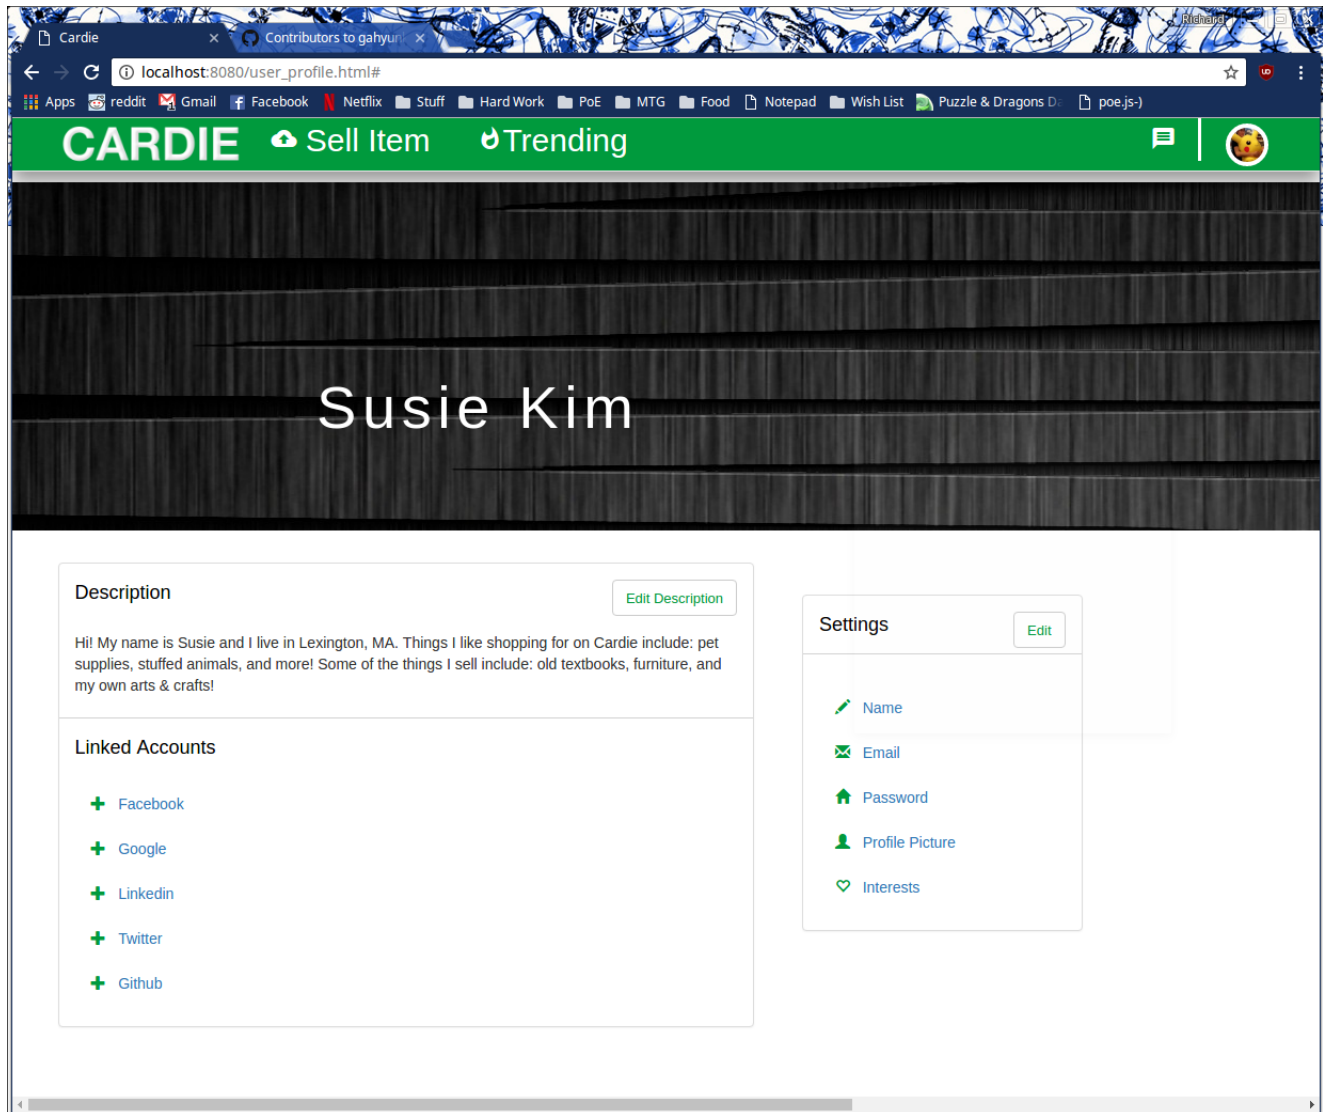 Richard
Cardie
Contributors to gahyun
localhost:8080/user_profile.html#
Apps reddit Gmail Facebook Netflix Stuff Hard Work PoE MTG Food Notepad Wish List Puzzle & Dragons Da poe.js-)
CARDIE Sell Item Trending
Susie Kim
Description
Edit Description
Hi! My name is Susie and I live in Lexington, MA. Things I like shopping for on Cardie include: pet
supplies, stuffed animals, and more! Some of the things I sell include: old textbooks, furniture, and
my own arts & crafts!
Linked Accounts
Facebook
Google
Linkedin
Twitter
Github
Settings
Edit
Name
Email
Password
Profile Picture
Interests